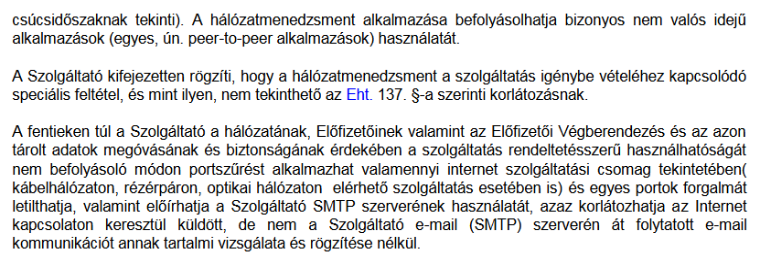 csúcsidőszaknak tekinti). A hálózatmenedzsment alkalmazása befolyásolhatja bizonyos nem valós idejű
alkalmazások (egyes, ún. peer-to-peer alkalmazások) használatát.
A Szolgáltató kifejezetten rögzíti, hogy a hálózatmenedzsment a szolgáltatás igénybe vételéhez kapcsolódó
speciális feltétel, és mint ilyen, nem tekinthető az Eht. 137. §-a szerinti korlátozásnak.
A fentieken túl a Szolgáltató a hálózatának, Előfizetőinek valamint az Előfizetői Végberendezés és az azon
tárolt adatok megóvásának és biztonságának érdekében a szolgáltatás rendeltetésszerű használhatóságát
nem befolyásoló módon portszűrést alkalmazhat valamennyi internet szolgáltatási csomag tekintetében(
kábelhálózaton, rézérpáron, optikai hálózaton elérhető szolgáltatás esetében is) és egyes portok forgalmát
letilthatja, valamint előírhatja a Szolgáltató SMTP szerverének használatát, azaz korlátozhatja az Internet
kapcsolaton keresztül küldött, de nem a Szolgáltató e-mail (SMTP) szerverén át folytatott e-mail
kommunikációt annak tartalmi vizsgálata és rögzítése nélkül.